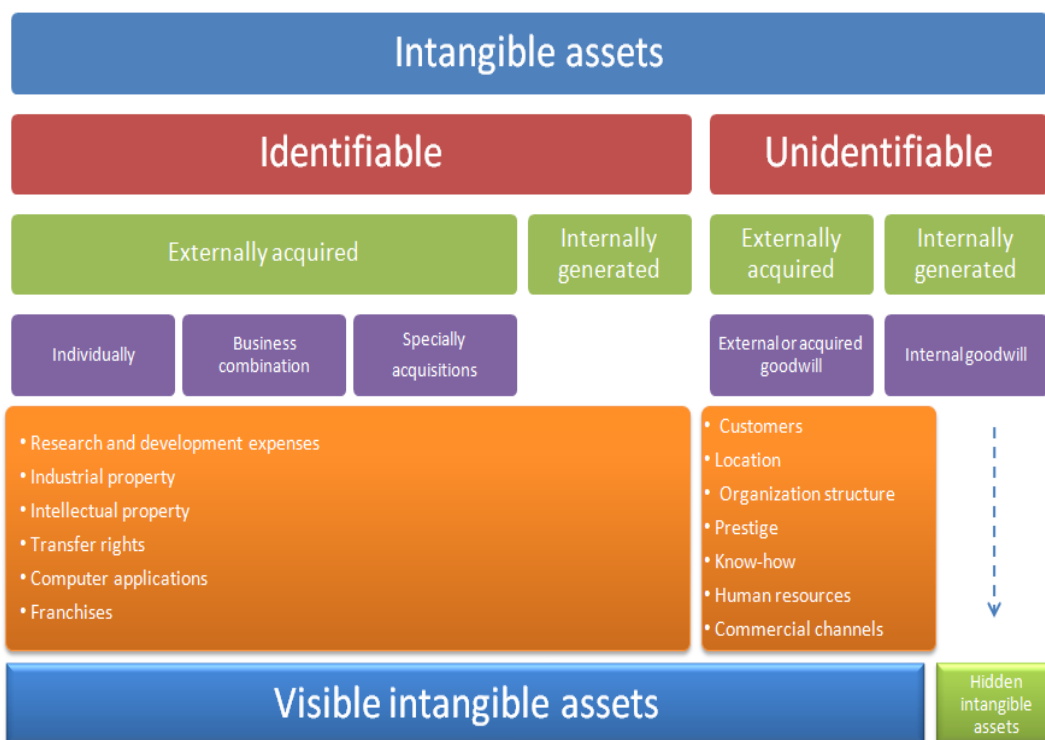 Intangible assets
Identifiable
Unidentifiable
Externally acquired
Internally
generated
Externally
acquired
Internally
generated
Individually
Business
combination
Specially
acquisitions
External or acquired
goodwill
Internal goodwill
• Research and development expenses
• Industrial property
• Intellectual property
• Transfer rights
• Computer applications
• Franchises
• Customers
• Location
• Organization structure
• Prestige
• Know-how
• Human resources
• Commercial channels
Visible intangible assets
Hidden
intangible
assets